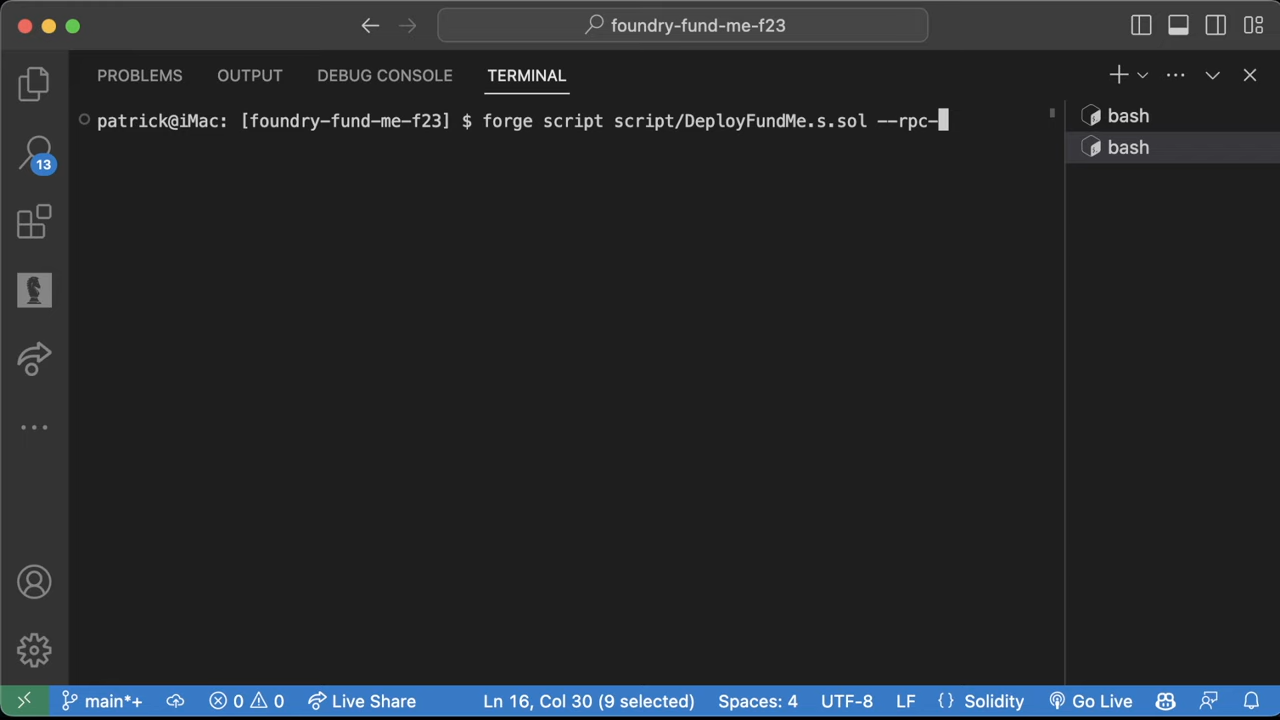 foundry-fund-me-f23
PROBLEMS OUTPUT DEBUG CONSOLE TERMINAL
patrick@iMac: [foundry-fund-me-f23] $ forge script script/DeployFundMe.s.sol --rpc-
bash
bash
13
main*+ 0 0 Live Share Ln 16, Col 30 (9 selected) Spaces: 4 UTF-8 LF {} Solidity Go Live